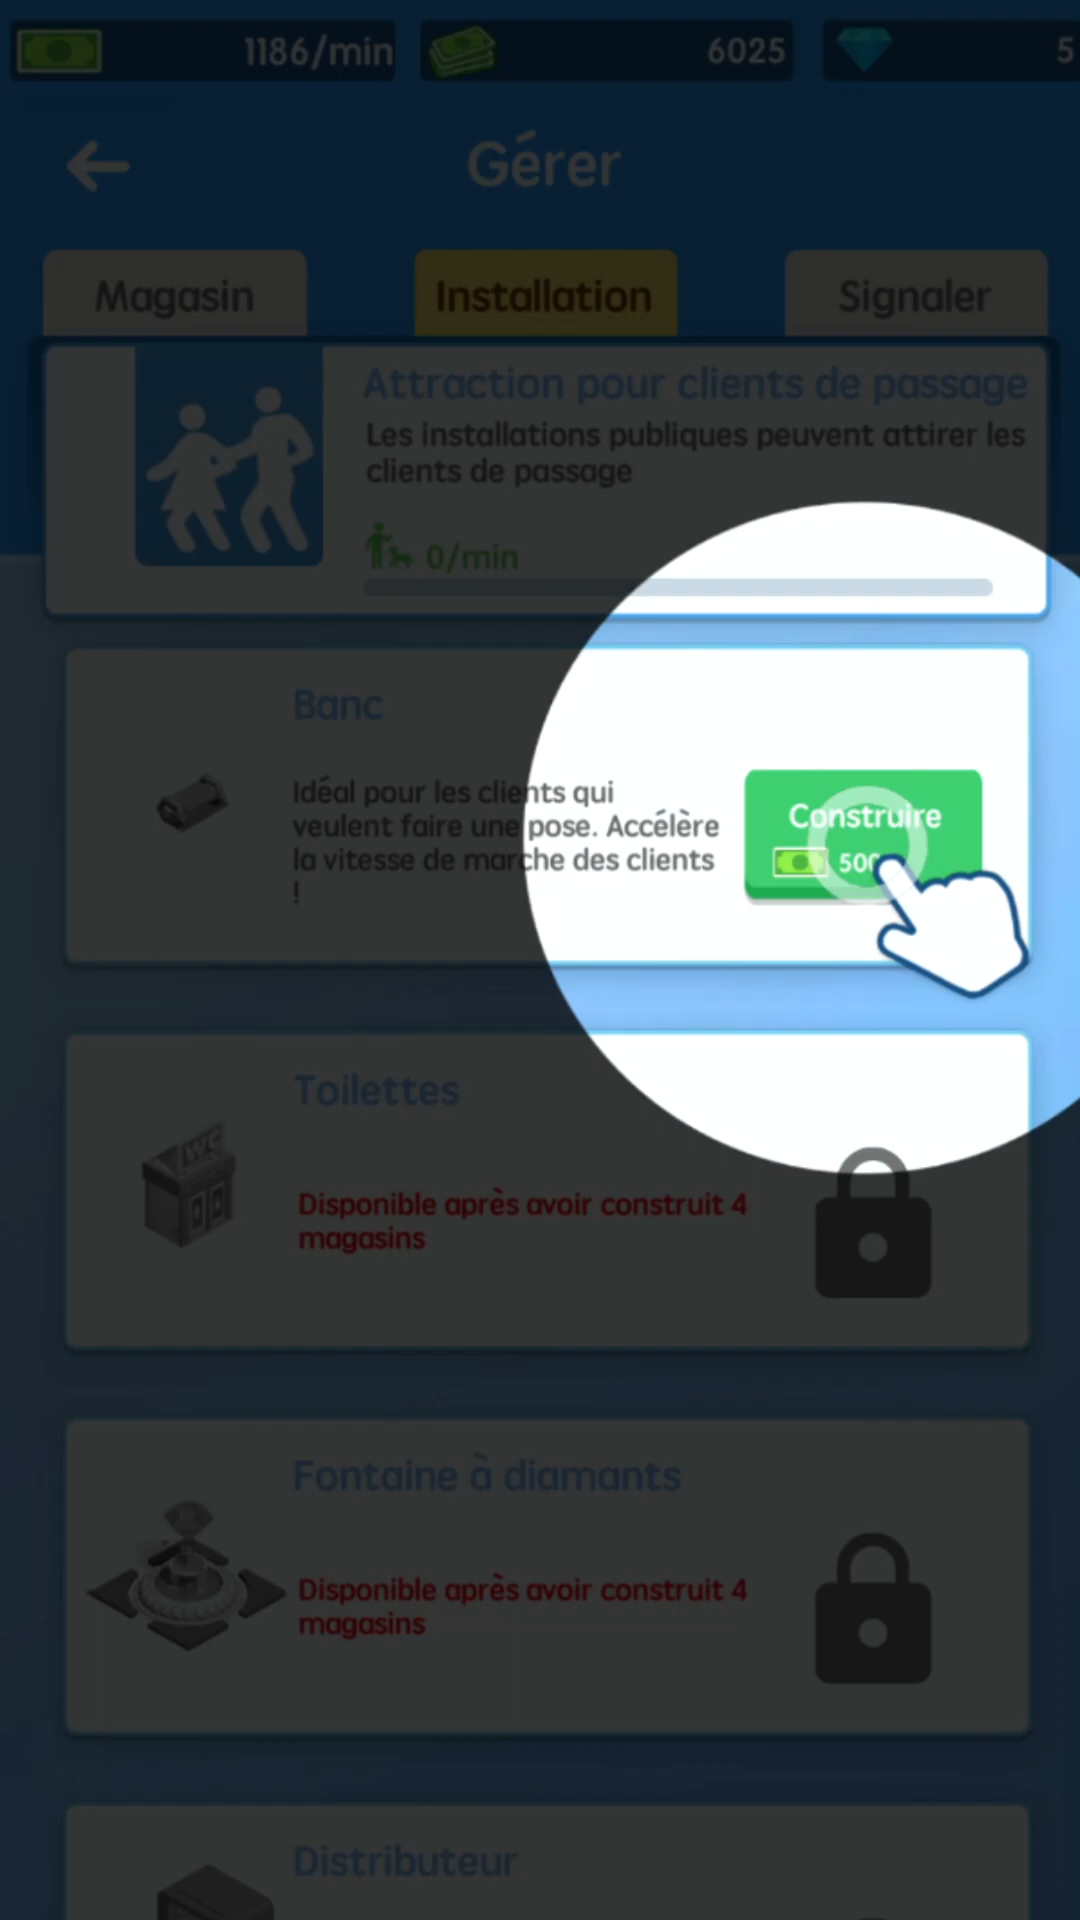 1186/min
6025
5
Gérer
Magasin
Installation
Signaler
Attraction pour clients de passage
Les installations publiques peuvent attirer les
clients de passage
0/min
Banc
Idéal pour les clients qui
veulent faire une pose. Accélère
la vitesse de marche des clients
!
Construire
500
Toilettes
WC
Disponible après avoir construit 4
magasins
Fontaine à diamants
Disponible après avoir construit 4
magasins
Distributeur